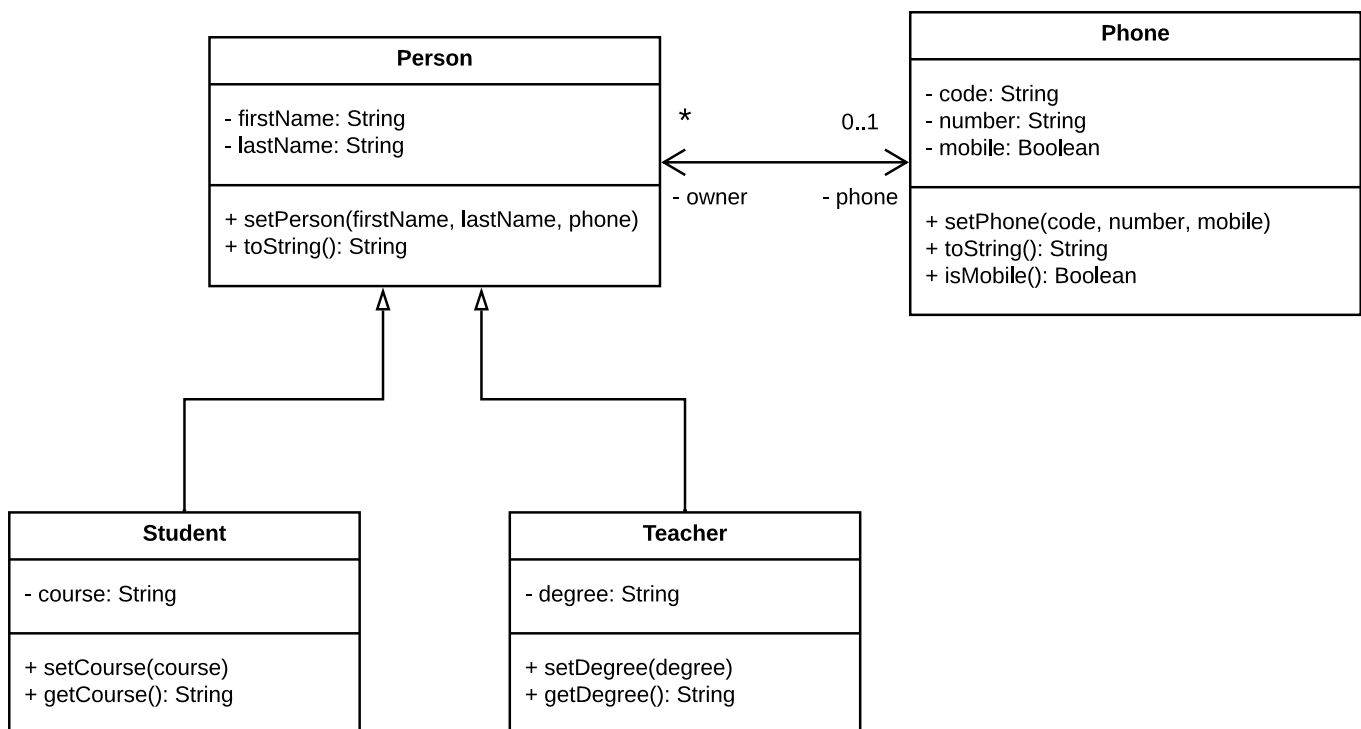 Person
- firstName: String
- lastName: String
+ setPerson(firstName, lastName, phone)
+ toString(): String
*
0..1
- owner
- phone
Phone
- code: String
- number: String
- mobile: Boolean
+ setPhone(code, number, mobile)
+ toString(): String
+ isMobile(): Boolean
Student
- course: String
+ setCourse(course)
+ getCourse(): String
Teacher
- degree: String
+ setDegree(degree)
+ getDegree(): String